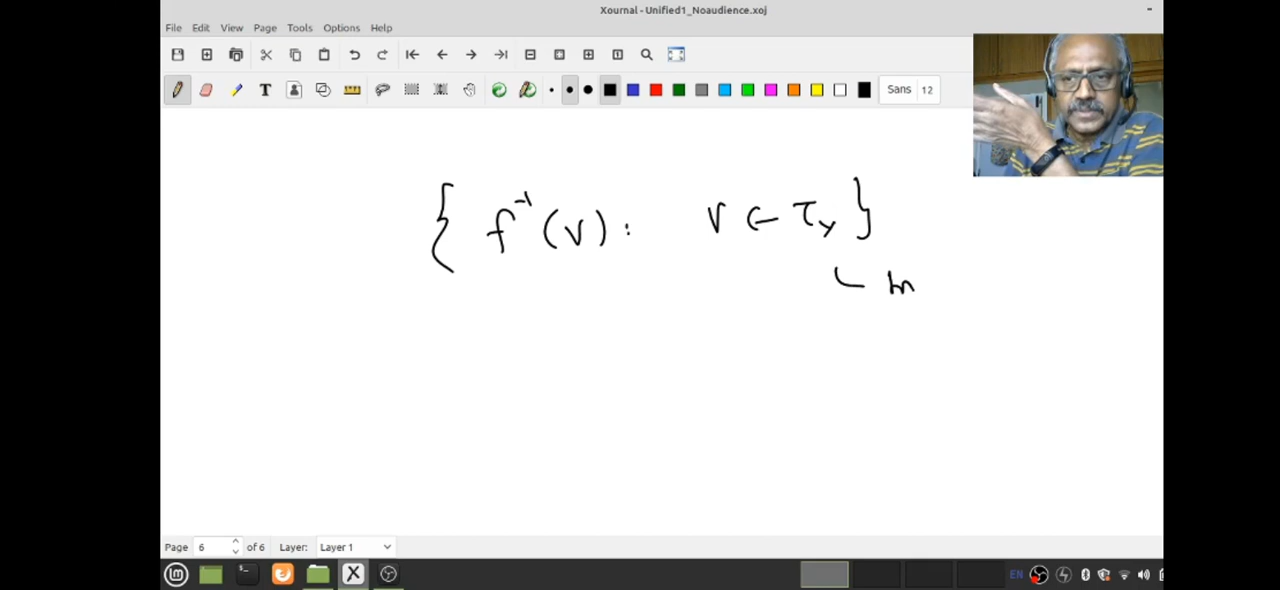 Xournal - Unified1_Noaudience.xoj
File Edit View Page Tools Options Help
Sans 12
{ f⁻¹(V) : V ∈ τ_Y }
Page 6 of 6 Layer: Layer 1
EN